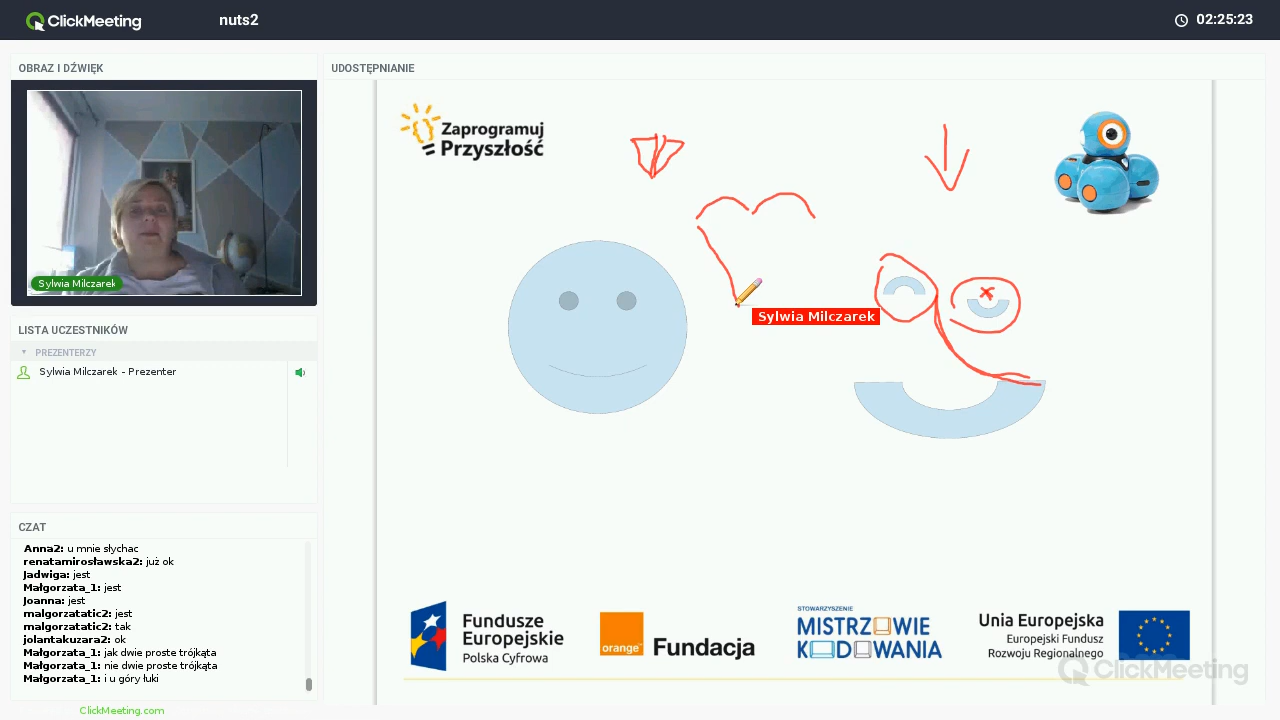 ClickMeeting
nuts2
02:25:23
OBRAZ I DŹWIĘK
Sylwia Milczarek
LISTA UCZESTNIKÓW
PREZENTERZY
Sylwia Milczarek - Prezenter
CZAT
Anna2: u mnie słychac
renatamirosławska2: już ok
Jadwiga: jest
Małgorzata_1: jest
Joanna: jest
malgorzatatic2: jest
malgorzatatic2: tak
jolantakuzara2: ok
Małgorzata_1: jak dwie proste trójkąta
Małgorzata_1: nie dwie proste trójkąta
Małgorzata_1: i u góry łuki
ClickMeeting.com
UDOSTĘPNIANIE
Zaprogramuj
Przyszłość
Sylwia Milczarek
Fundusze
Europejskie
Polska Cyfrowa
orange™
Fundacja
STOWARZYSZENIE
MISTRZOWIE
KODOWANIA
Unia Europejska
Europejski Fundusz
Rozwoju Regionalnego
ClickMeeting